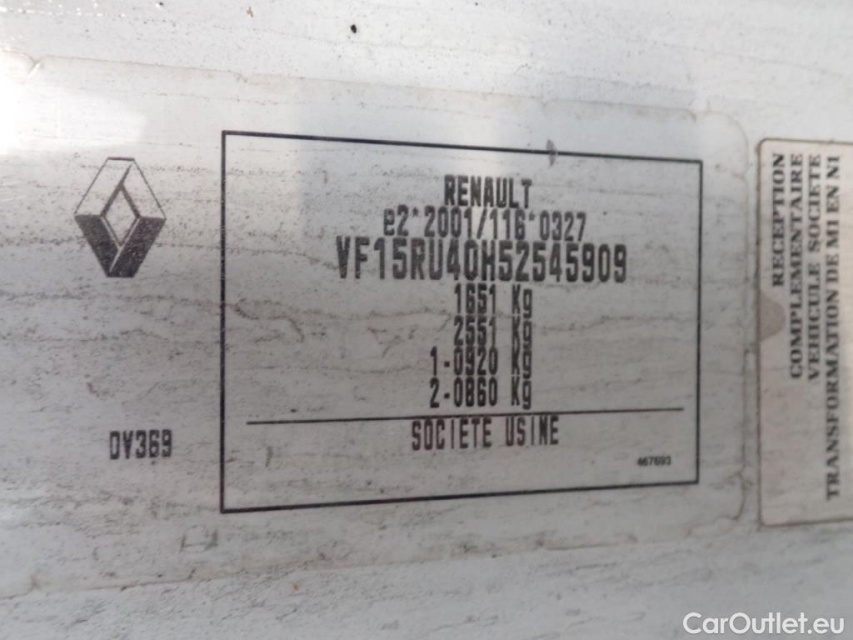 RENAULT
e2*2001/116*0327
VF15RU40H52545909
1651 Kg
2551 Kg
1-0920 Kg
2-0860 Kg
SOCIETE USINE
467693
DV369
RECEPTION
COMPLEMENTAIRE
VEHICULE SOCIETE
TRANSFORMATION DE M1 EN N1
CarOutlet.eu